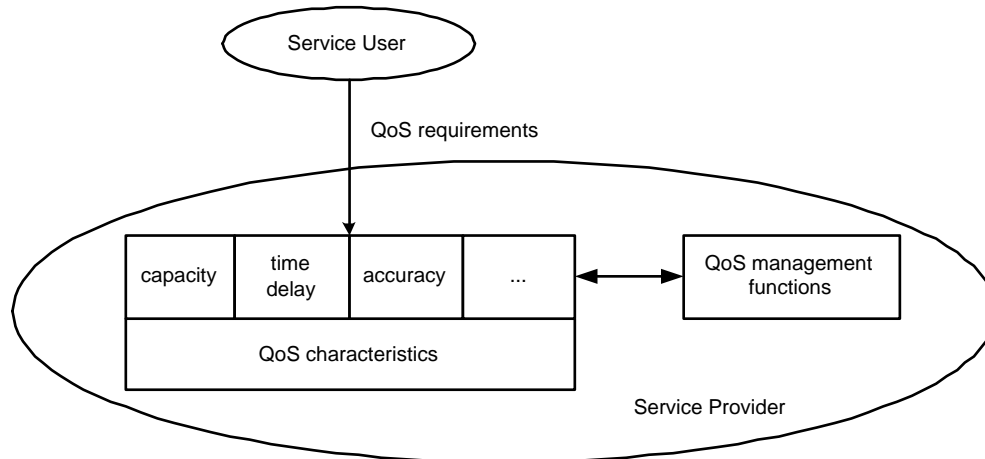 Service User
QoS requirements
capacity
time
delay
accuracy
...
QoS management
functions
QoS characteristics
Service Provider